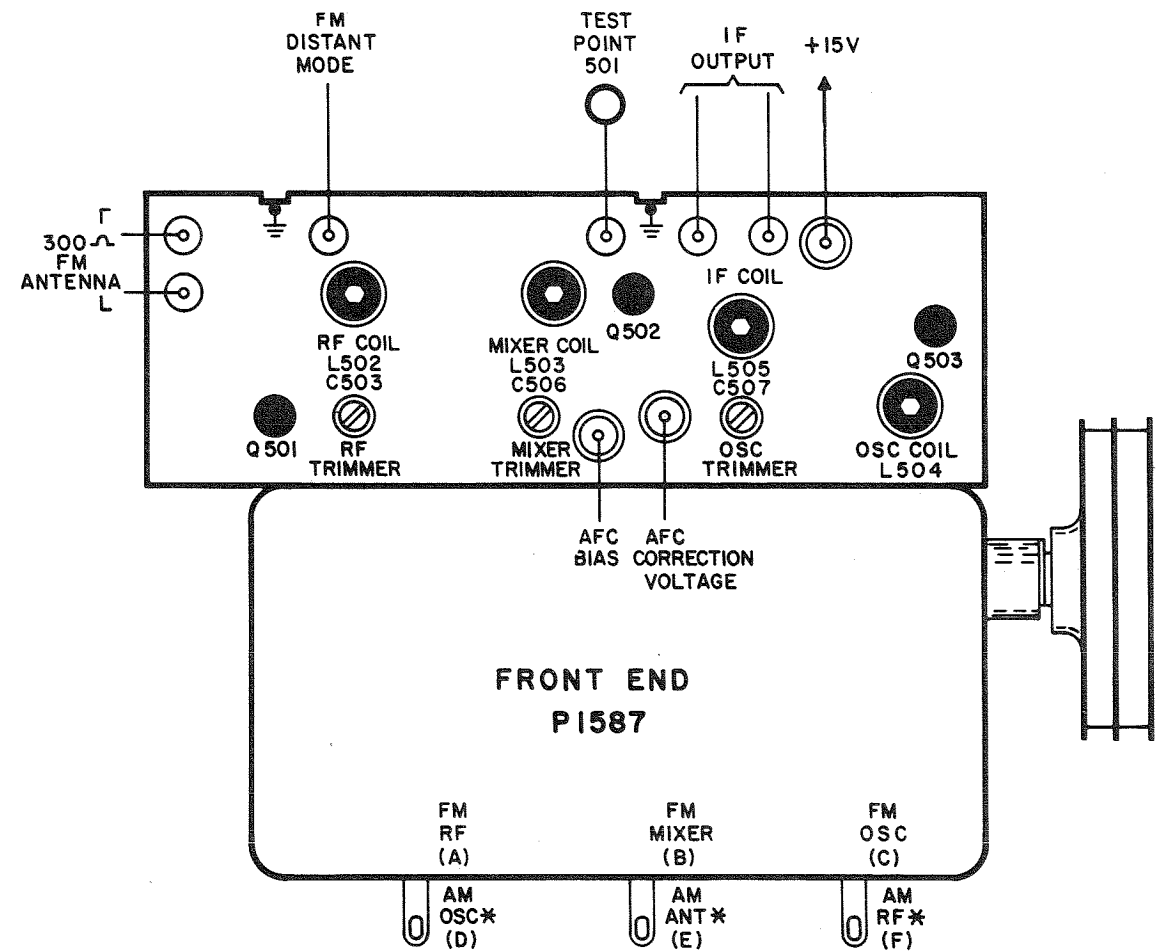 FM
DISTANT
MODE
TEST
POINT
501
IF
OUTPUT
+15V
300 Ω
FM
ANTENNA
RF COIL
L502
C503
MIXER COIL
L503
C506
Q502
IF COIL
L505
C507
Q503
Q501
RF
TRIMMER
MIXER
TRIMMER
OSC
TRIMMER
OSC COIL
L504
AFC
BIAS
AFC
CORRECTION
VOLTAGE
FRONT END
P1587
FM
RF
(A)
FM
MIXER
(B)
FM
OSC
(C)
AM
OSC*
(D)
AM
ANT*
(E)
AM
RF*
(F)